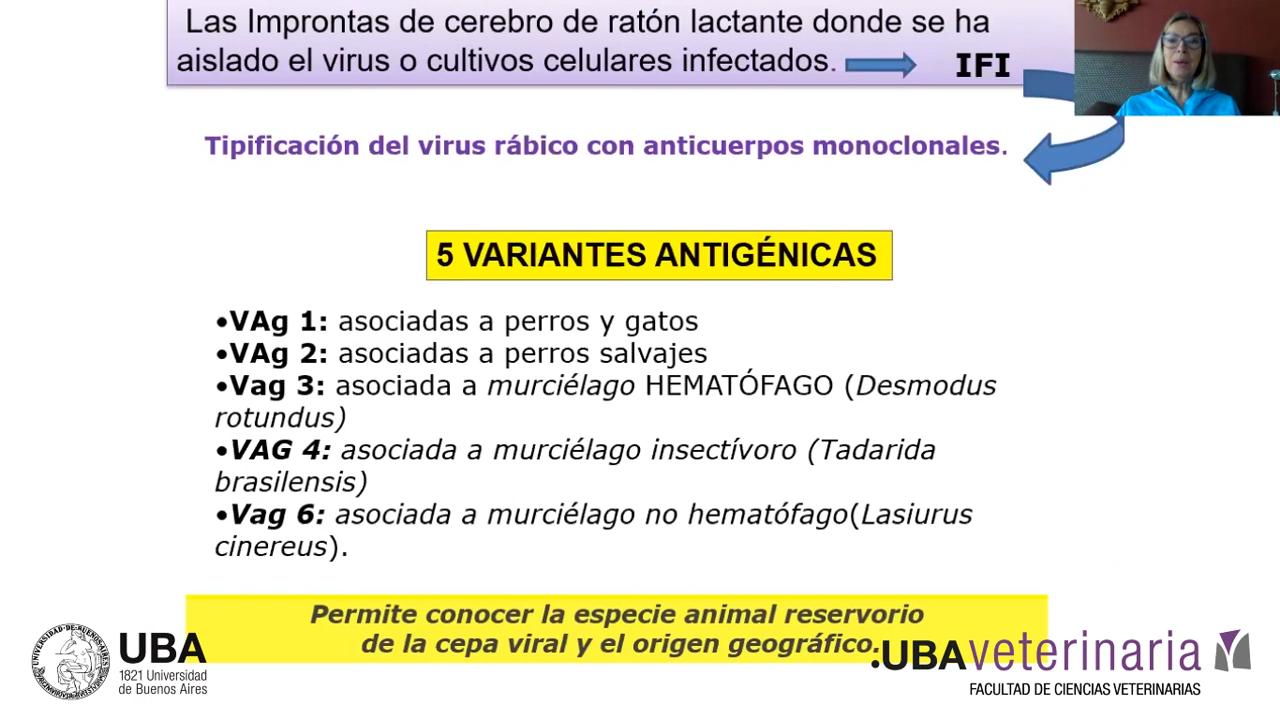 Las Improntas de cerebro de ratón lactante donde se ha
aislado el virus o cultivos celulares infectados.
IFI
Tipificación del virus rábico con anticuerpos monoclonales.
5 VARIANTES ANTIGÉNICAS
•VAg 1: asociadas a perros y gatos
•VAg 2: asociadas a perros salvajes
•Vag 3: asociada a murciélago HEMATÓFAGO (Desmodus
rotundus)
•VAG 4: asociada a murciélago insectívoro (Tadarida
brasilensis)
•Vag 6: asociada a murciélago no hematófago(Lasiurus
cinereus).
Permite conocer la especie animal reservorio
de la cepa viral y el origen geográfico.
UBA
1821 Universidad
de Buenos Aires
•UBAveterinaria
FACULTAD DE CIENCIAS VETERINARIAS